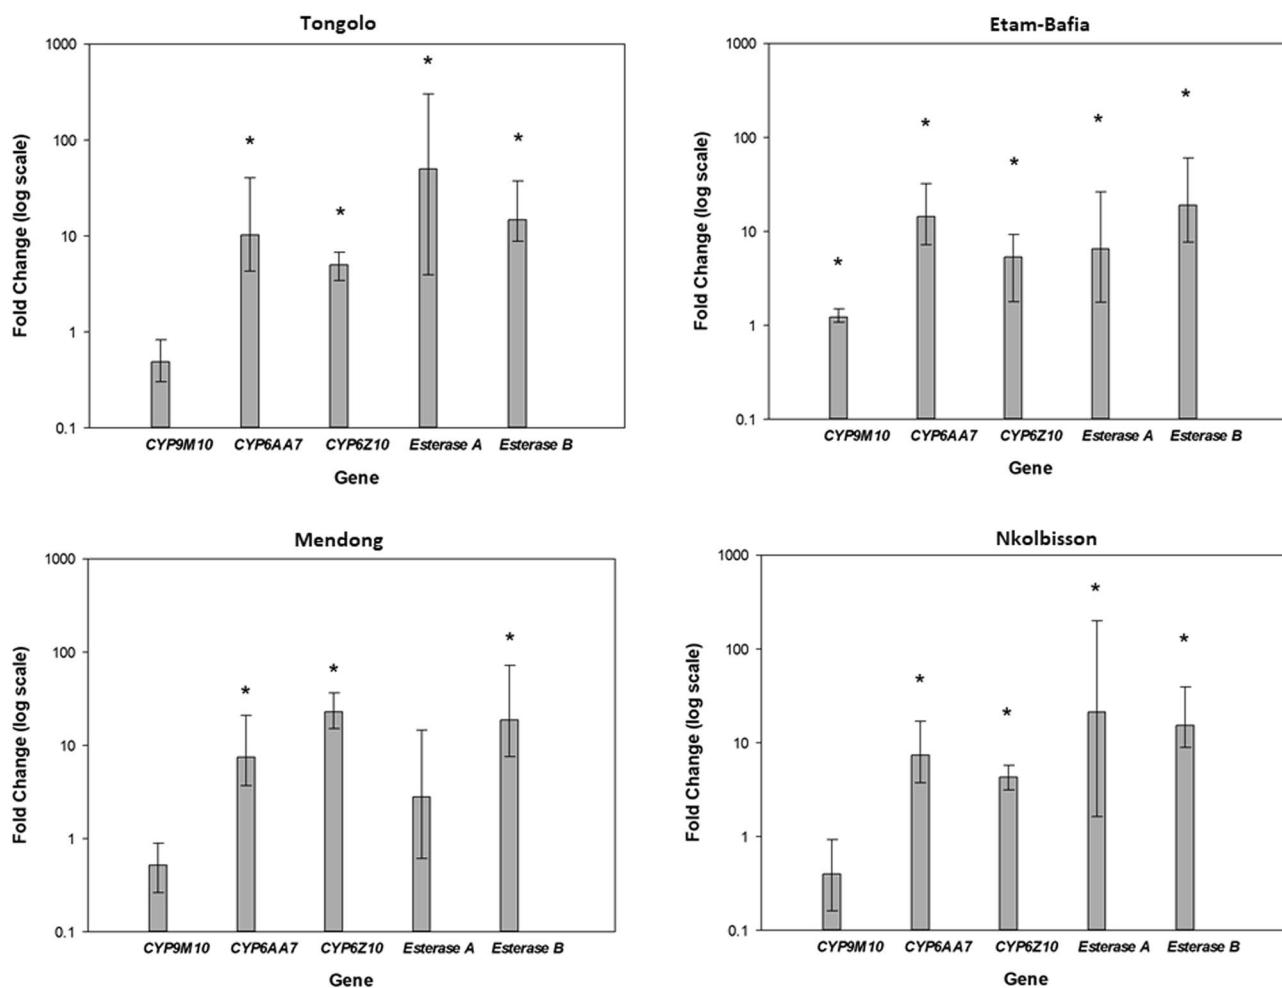 Tongolo
Fold Change (log scale)
1000
100
10
1
0.1
*
*
*
*
CYP9M10 CYP6AA7 CYP6Z10 Esterase A Esterase B
Gene
Etam-Bafia
Fold Change (log scale)
1000
100
10
1
0.1
*
*
*
*
*
CYP9M10 CYP6AA7 CYP6Z10 Esterase A Esterase B
Gene
Mendong
Fold Change (log scale)
1000
100
10
1
0.1
*
*
*
CYP9M10 CYP6AA7 CYP6Z10 Esterase A Esterase B
Gene
Nkolbisson
Fold Change (log scale)
1000
100
10
1
0.1
*
*
*
*
CYP9M10 CYP6AA7 CYP6Z10 Esterase A Esterase B
Gene